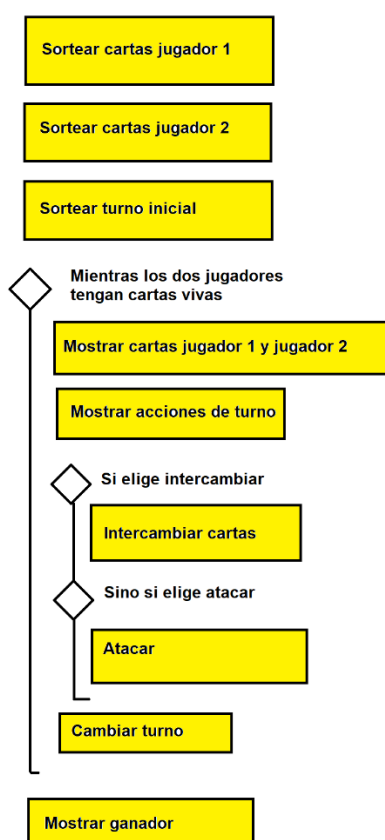 Sortear cartas jugador 1
Sortear cartas jugador 2
Sortear turno inicial
Mientras los dos jugadores
tengan cartas vivas
Mostrar cartas jugador 1 y jugador 2
Mostrar acciones de turno
Si elige intercambiar
Intercambiar cartas
Sino si elige atacar
Atacar
Cambiar turno
Mostrar ganador